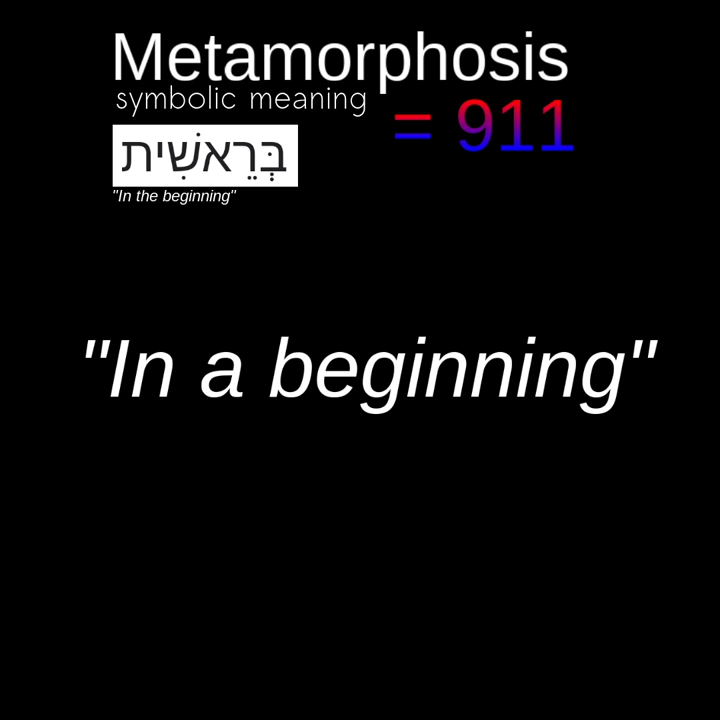 Metamorphosis
symbolic meaning
= 911
בְּרֵאשִׁית
"In the beginning"
"In a beginning"